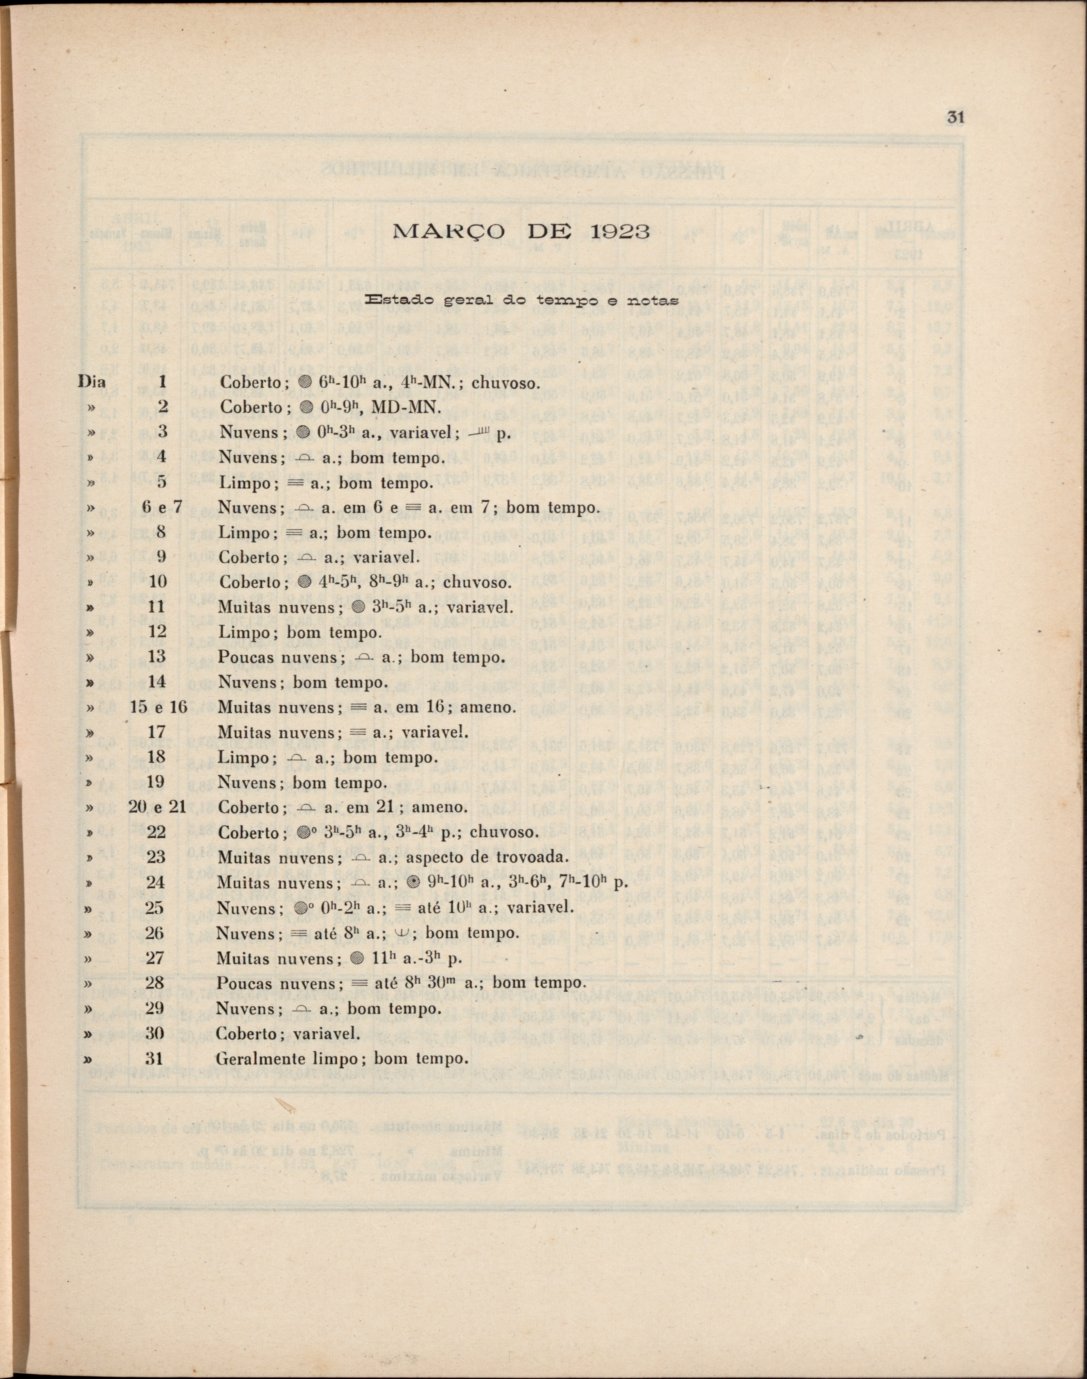 31
MARÇO DE 1923
Estado geral do tempo e notas
Dia 1 Coberto; ● 6ʰ-10ʰ a., 4ʰ-MN.; chuvoso.
» 2 Coberto; ● 0ʰ-9ʰ, MD-MN.
» 3 Nuvens; ● 0ʰ-3ʰ a., variavel; p.
» 4 Nuvens; ⌓ a.; bom tempo.
» 5 Limpo; ≡ a.; bom tempo.
» 6 e 7 Nuvens; ⌓ a. em 6 e ≡ a. em 7; bom tempo.
» 8 Limpo; ≡ a.; bom tempo.
» 9 Coberto; ⌓ a.; variavel.
» 10 Coberto; ● 4ʰ-5ʰ, 8ʰ-9ʰ a.; chuvoso.
» 11 Muitas nuvens; ● 3ʰ-5ʰ a.; variavel.
» 12 Limpo; bom tempo.
» 13 Poucas nuvens; ⌓ a.; bom tempo.
» 14 Nuvens; bom tempo.
» 15 e 16 Muitas nuvens; ≡ a. em 16; ameno.
» 17 Muitas nuvens; ≡ a.; variavel.
» 18 Limpo; ⌓ a.; bom tempo.
» 19 Nuvens; bom tempo.
» 20 e 21 Coberto; ⌓ a. em 21; ameno.
» 22 Coberto; ●⁰ 3ʰ-5ʰ a., 3ʰ-4ʰ p.; chuvoso.
» 23 Muitas nuvens; ⌓ a.; aspecto de trovoada.
» 24 Muitas nuvens; ⌓ a.; ● 9ʰ-10ʰ a., 3ʰ-6ʰ, 7ʰ-10ʰ p.
» 25 Nuvens; ●⁰ 0ʰ-2ʰ a.; ≡ até 10ʰ a.; variavel.
» 26 Nuvens; ≡ até 8ʰ a.; ; bom tempo.
» 27 Muitas nuvens; ● 11ʰ a.-3ʰ p.
» 28 Poucas nuvens; ≡ até 8ʰ 30ᵐ a.; bom tempo.
» 29 Nuvens; ⌓ a.; bom tempo.
» 30 Coberto; variavel.
» 31 Geralmente limpo; bom tempo.